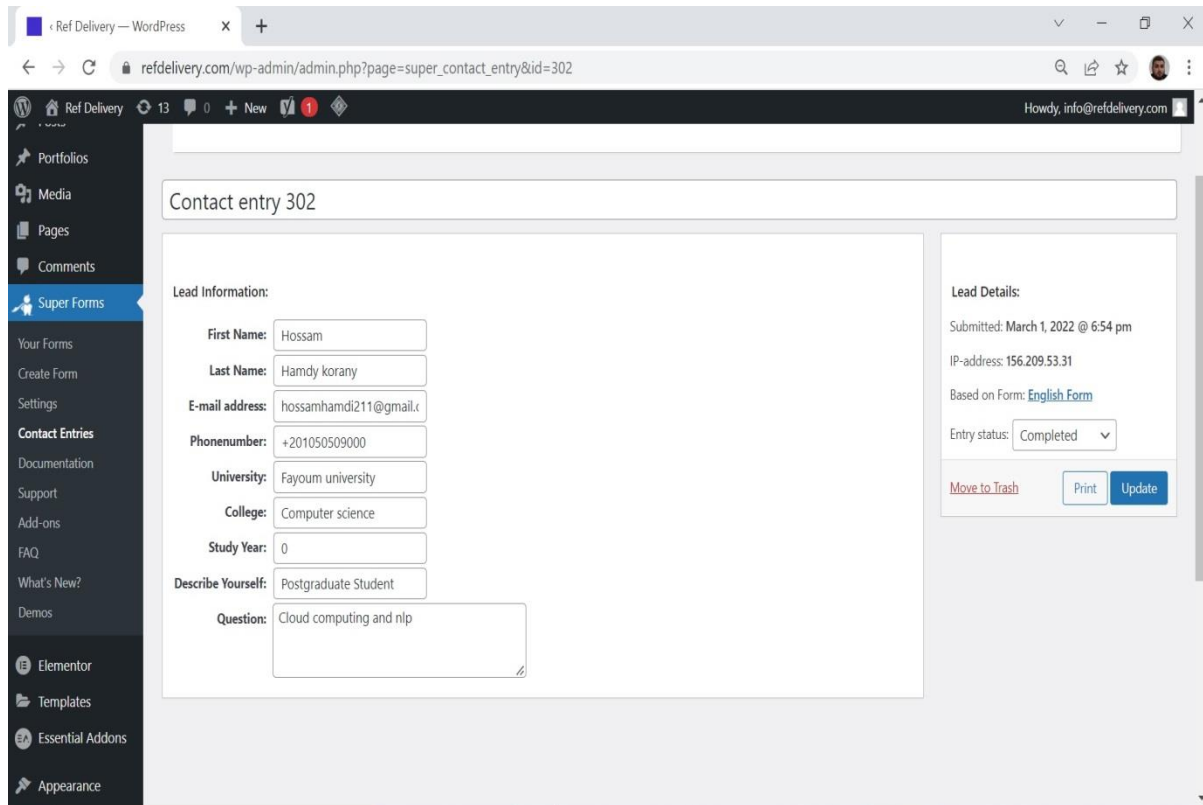 ‹ Ref Delivery — WordPress
refdelivery.com/wp-admin/admin.php?page=super_contact_entry&id=302
Ref Delivery 13 0 + New 1 Howdy, info@refdelivery.com
Portfolios
Media
Pages
Comments
Super Forms
Your Forms
Create Form
Settings
Contact Entries
Documentation
Support
Add-ons
FAQ
What's New?
Demos
Elementor
Templates
Essential Addons
Appearance
Contact entry 302
Lead Information:
First Name: Hossam
Last Name: Hamdy korany
E-mail address: hossamhamdi211@gmail.c
Phonenumber: +201050509000
University: Fayoum university
College: Computer science
Study Year: 0
Describe Yourself: Postgraduate Student
Question: Cloud computing and nlp
Lead Details:
Submitted: March 1, 2022 @ 6:54 pm
IP-address: 156.209.53.31
Based on Form: English Form
Entry status: Completed
Move to Trash Print Update